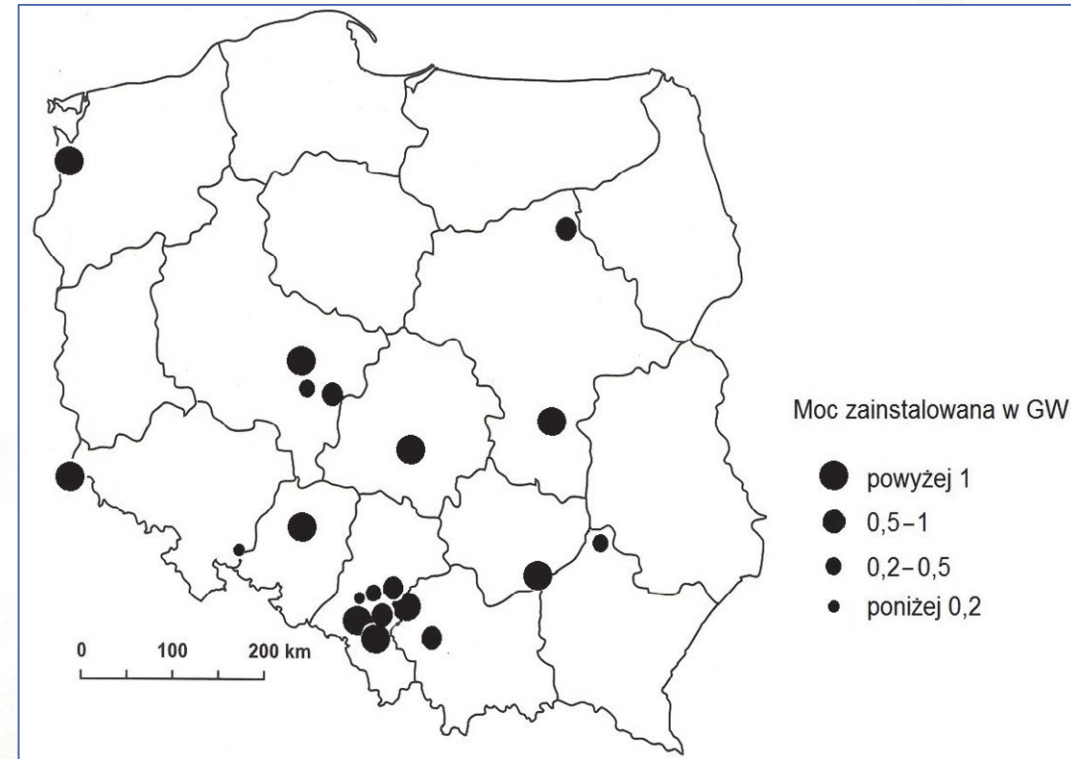 Moc zainstalowana w GW
powyżej 1
0,5–1
0,2–0,5
poniżej 0,2
0 100 200 km